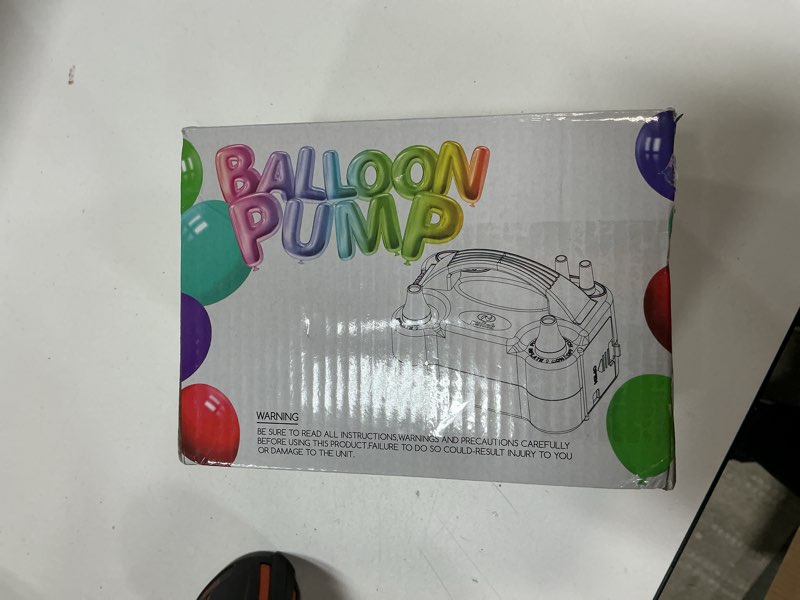 BALLOON
PUMP
WARNING
BE SURE TO READ ALL INSTRUCTIONS,WARNINGS AND PRECAUTIONS CAREFULLY
BEFORE USING THIS PRODUCT.FAILURE TO DO SO COULD-RESULT INJURY TO YOU
OR DAMAGE TO THE UNIT.